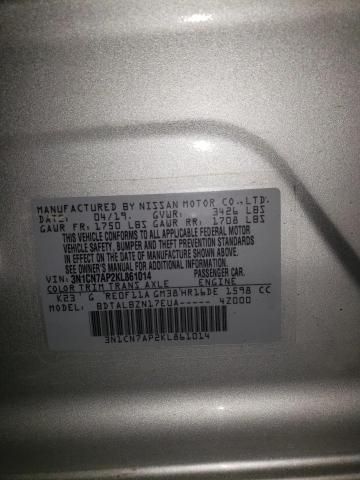 MANUFACTURED BY NISSAN MOTOR CO.,LTD.
DATE: 04/19. GVWR: 3426 LBS
GAWR FR: 1750 LBS GAWR RR: 1708 LBS
THIS VEHICLE CONFORMS TO ALL APPLICABLE FEDERAL MOTOR
VEHICLE SAFETY, BUMPER AND THEFT PREVENTION STANDARDS
IN EFFECT ON THE DATE OF MANUFACTURE SHOWN ABOVE.
SEE OWNER'S MANUAL FOR ADDITIONAL INFORMATION
VIN: 3N1CN7AP2KL861014 PASSENGER CAR.
COLOR TRIM TRANS AXLE ENGINE
K23 G RE0F11A GM38 HR16DE 1598 CC
MODEL: BDTALBZN17EUA----- 4Z000
3N1CN7AP2KL861014